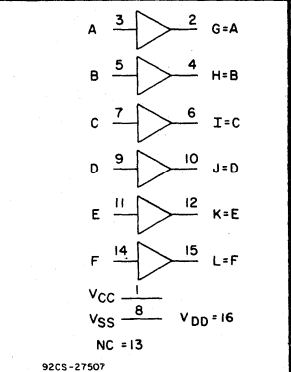 A 3 2 G=A
B 5 4 H=B
C 7 6 I=C
D 9 10 J=D
E 11 12 K=E
F 14 15 L=F
VCC 1
VSS 8 VDD=16
NC =13
92CS-27507